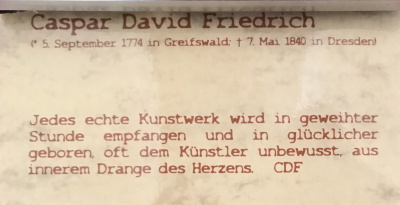 Caspar David Friedrich
(* 5. September 1774 in Greifswald; † 7. Mai 1840 in Dresden)
Jedes echte Kunstwerk wird in geweihter
Stunde empfangen und in glücklicher
geboren, oft dem Künstler unbewusst, aus
innerem Drange des Herzens. CDF